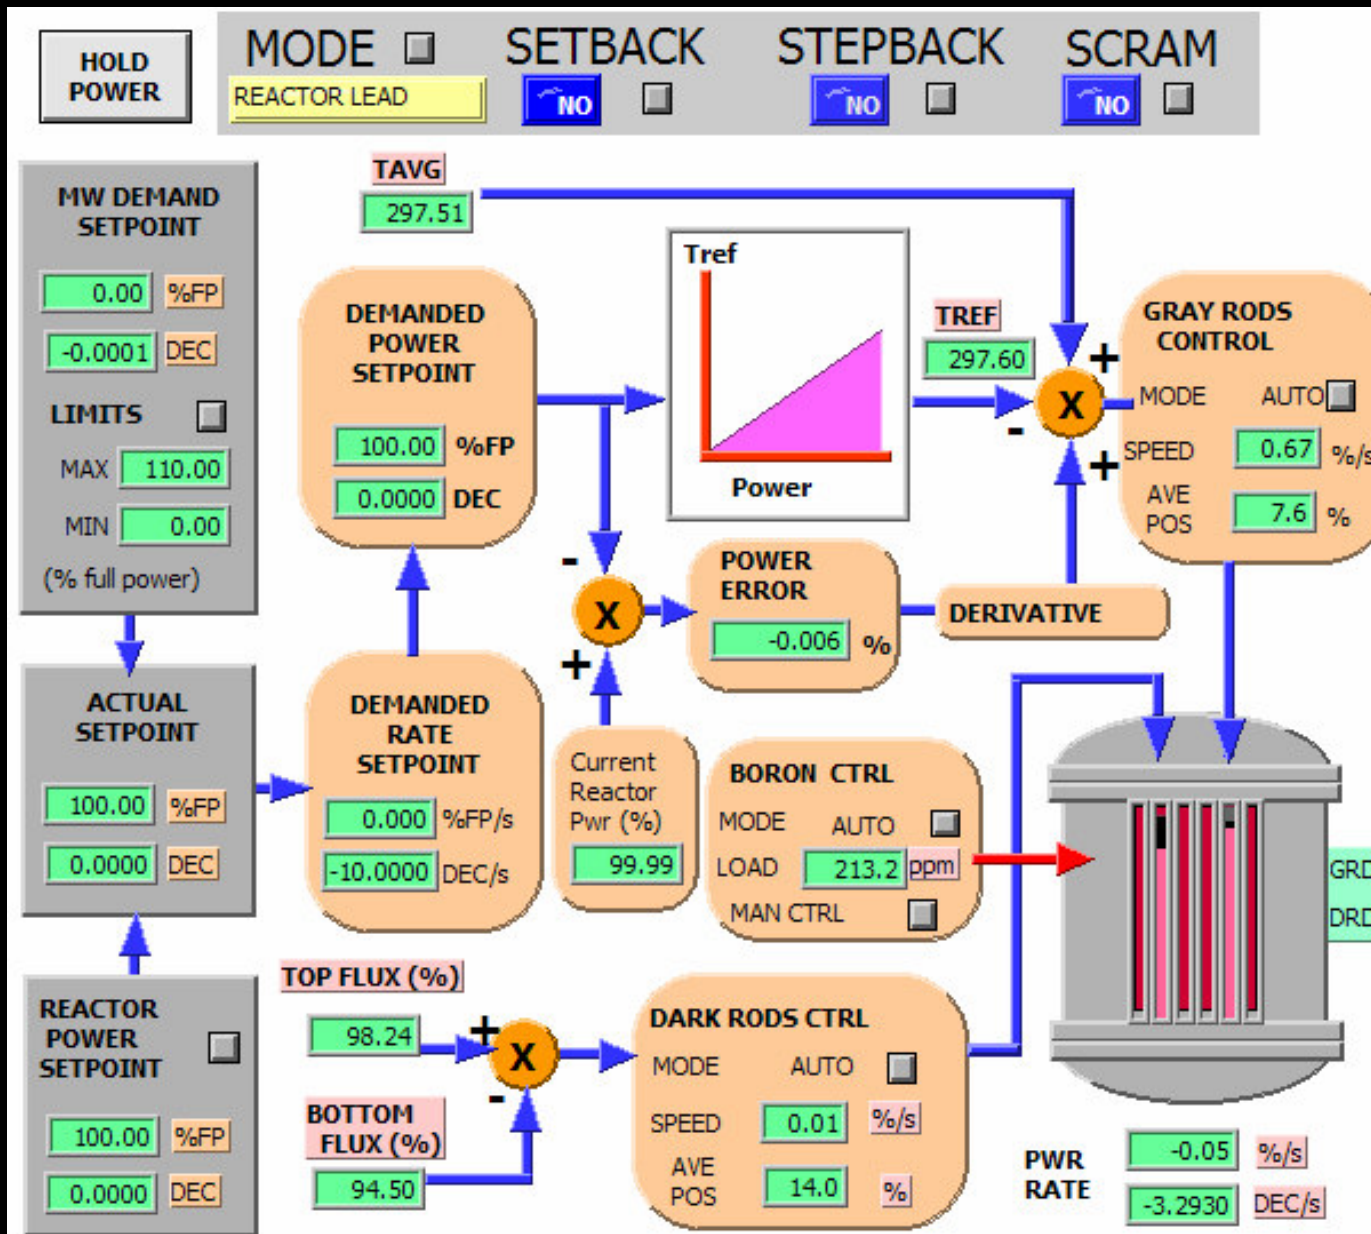 HOLD
POWER
MODE
REACTOR LEAD
SETBACK
NO
STEPBACK
NO
SCRAM
NO
MW DEMAND
SETPOINT
0.00 %FP
-0.0001 DEC
LIMITS
MAX 110.00
MIN 0.00
(% full power)
ACTUAL
SETPOINT
100.00 %FP
0.0000 DEC
REACTOR
POWER
SETPOINT
100.00 %FP
0.0000 DEC
TAVG
297.51
DEMANDED
POWER
SETPOINT
100.00 %FP
0.0000 DEC
DEMANDED
RATE
SETPOINT
0.000 %FP/s
-10.0000 DEC/s
Tref
Power
TREF
297.60
X
+
-
+
GRAY RODS
CONTROL
MODE AUTO
SPEED 0.67 %/s
AVE
POS 7.6 %
-
X
+
POWER
ERROR
-0.006 %
DERIVATIVE
Current
Reactor
Pwr (%)
99.99
BORON CTRL
MODE AUTO
LOAD 213.2 ppm
MAN CTRL
GRD
DRD
TOP FLUX (%)
98.24
+
X
-
BOTTOM
FLUX (%)
94.50
DARK RODS CTRL
MODE AUTO
SPEED 0.01 %/s
AVE
POS 14.0 %
PWR
RATE
-0.05 %/s
-3.2930 DEC/s